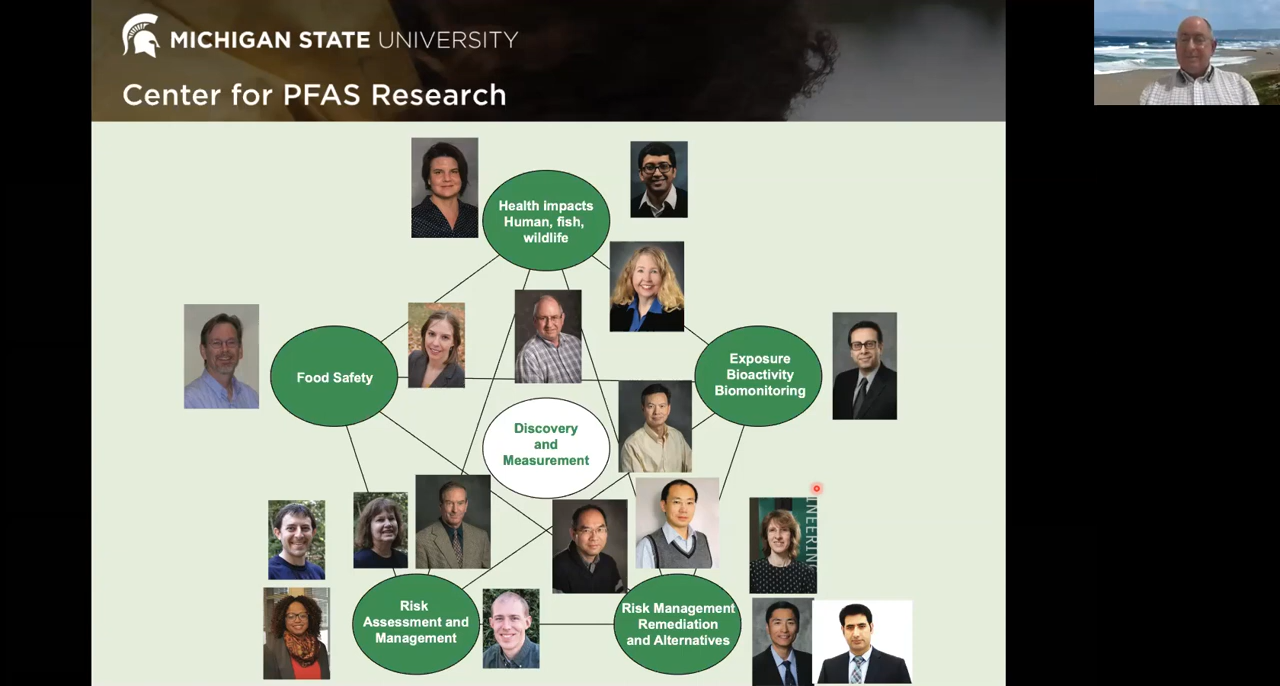 MICHIGAN STATE UNIVERSITY
Center for PFAS Research
Health impacts
Human, fish,
wildlife
Food Safety
Exposure
Bioactivity
Biomonitoring
Discovery
and
Measurement
INEERIN
Risk
Assessment and
Management
Risk Management
Remediation
and Alternatives